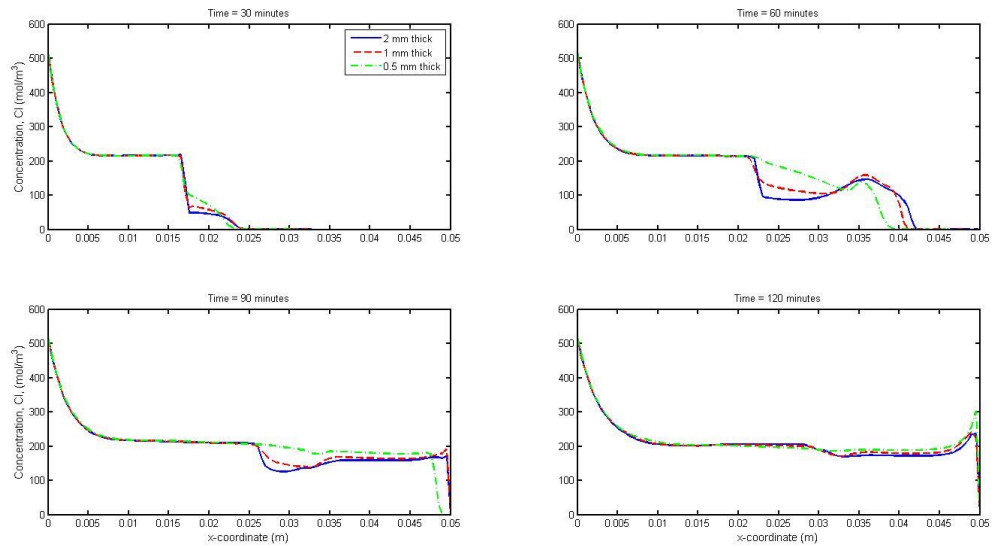 Time = 30 minutes
600
500
400
300
200
100
0
Concentration, Cl (mol/m³)
2 mm thick
1 mm thick
0.5 mm thick
0 0.005 0.01 0.015 0.02 0.025 0.03 0.035 0.04 0.045 0.05
Time = 60 minutes
600
500
400
300
200
100
0
0 0.005 0.01 0.015 0.02 0.025 0.03 0.035 0.04 0.045 0.05
Time = 90 minutes
600
500
400
300
200
100
0
Concentration, Cl, (mol/m³)
0 0.005 0.01 0.015 0.02 0.025 0.03 0.035 0.04 0.045 0.05
x-coordinate (m)
Time = 120 minutes
600
500
400
300
200
100
0
0 0.005 0.01 0.015 0.02 0.025 0.03 0.035 0.04 0.045 0.05
x-coordinate (m)